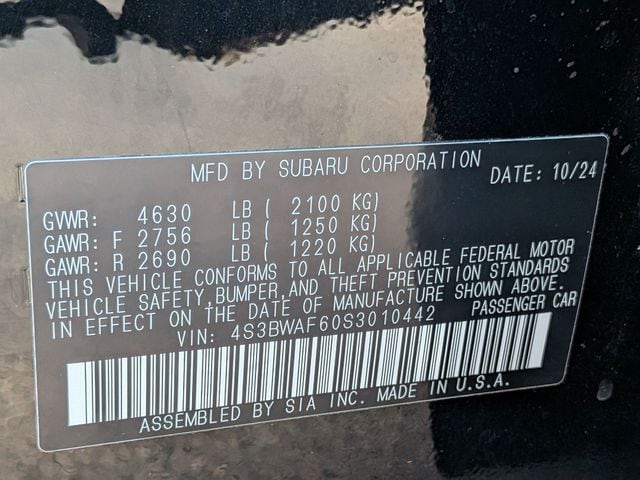 MFD BY SUBARU CORPORATION DATE: 10/24
GVWR: 4630 LB ( 2100 KG)
GAWR: F 2756 LB ( 1250 KG)
GAWR: R 2690 LB ( 1220 KG)
THIS VEHICLE CONFORMS TO ALL APPLICABLE FEDERAL MOTOR
VEHICLE SAFETY, BUMPER, AND THEFT PREVENTION STANDARDS
IN EFFECT ON THE DATE OF MANUFACTURE SHOWN ABOVE.
VIN: 4S3BWAF60S3010442 PASSENGER CAR
ASSEMBLED BY SIA INC. MADE IN U.S.A.